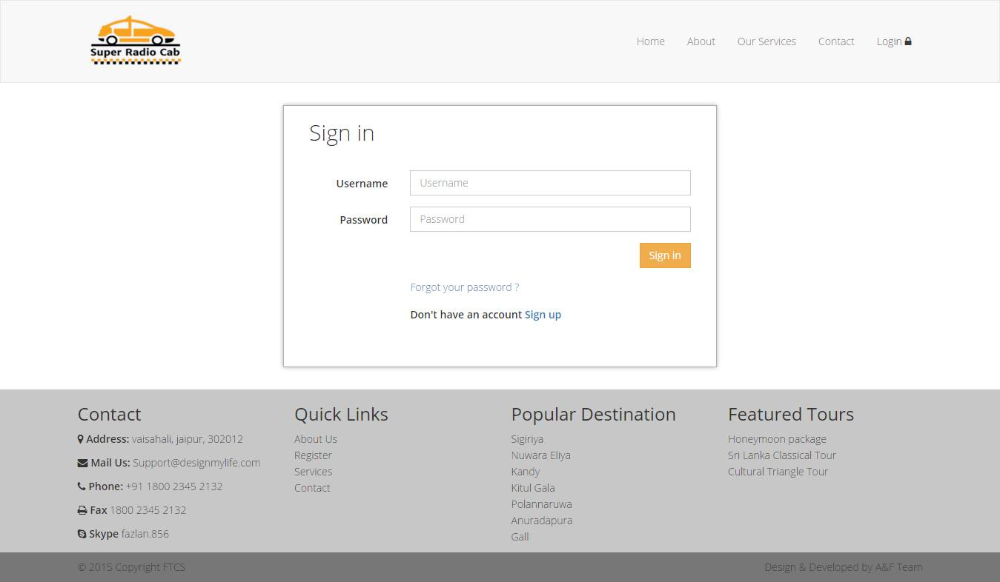 Super Radio Cab
Home About Our Services Contact Login
Sign in
Username Username
Password Password
Sign in
Forgot your password ?
Don't have an account Sign up
Contact
Address: vaisahali, jaipur, 302012
Mail Us: Support@designmylife.com
Phone: +91 1800 2345 2132
Fax 1800 2345 2132
Skype fazlan.856
Quick Links
About Us
Register
Services
Contact
Popular Destination
Sigiriya
Nuwara Eliya
Kandy
Kitul Gala
Polannaruwa
Anuradapura
Gall
Featured Tours
Honeymoon package
Sri Lanka Classical Tour
Cultural Triangle Tour
© 2015 Copyright FTCS Design & Developed by A&F Team